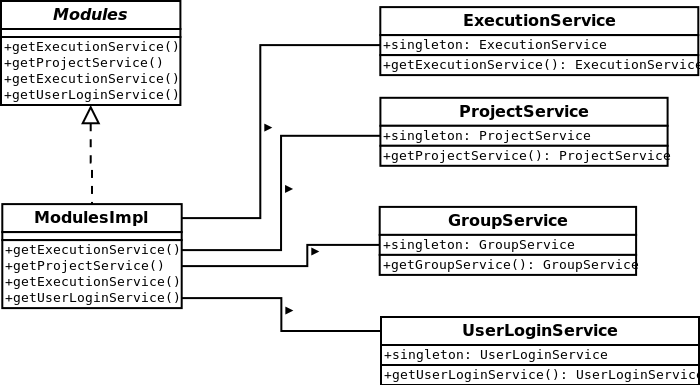 Modules
+getExecutionService()
+getProjectService()
+getExecutionService()
+getUserLoginService()
ModulesImpl
+getExecutionService()
+getProjectService()
+getExecutionService()
+getUserLoginService()
ExecutionService
+singleton: ExecutionService
+getExecutionService(): ExecutionService
ProjectService
+singleton: ProjectService
+getProjectService(): ProjectService
GroupService
+singleton: GroupService
+getGroupService(): GroupService
UserLoginService
+singleton: UserLoginService
+getUserLoginService(): UserLoginServic